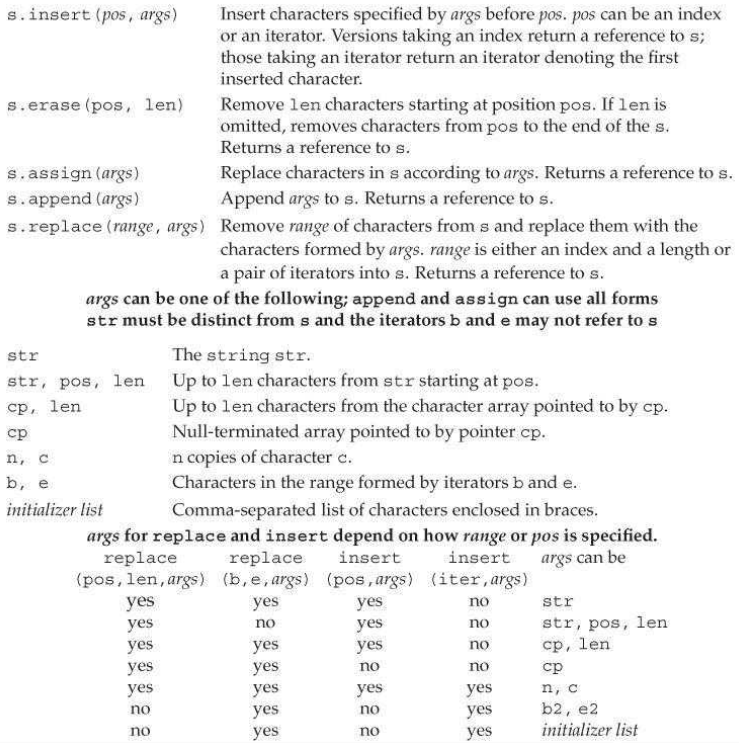 s.insert(pos, args) Insert characters specified by args before pos. pos can be an index
or an iterator. Versions taking an index return a reference to s;
those taking an iterator return an iterator denoting the first
inserted character.
s.erase(pos, len) Remove len characters starting at position pos. If len is
omitted, removes characters from pos to the end of the s.
Returns a reference to s.
s.assign(args) Replace characters in s according to args. Returns a reference to s.
s.append(args) Append args to s. Returns a reference to s.
s.replace(range, args) Remove range of characters from s and replace them with the
characters formed by args. range is either an index and a length or
a pair of iterators into s. Returns a reference to s.
args can be one of the following; append and assign can use all forms
str must be distinct from s and the iterators b and e may not refer to s
str The string str.
str, pos, len Up to len characters from str starting at pos.
cp, len Up to len characters from the character array pointed to by cp.
cp Null-terminated array pointed to by pointer cp.
n, c n copies of character c.
b, e Characters in the range formed by iterators b and e.
initializer list Comma-separated list of characters enclosed in braces.
args for replace and insert depend on how range or pos is specified.
replace replace insert insert args can be
(pos,len,args) (b,e,args) (pos,args) (iter,args)
yes yes yes no str
yes no yes no str, pos, len
yes yes yes no cp, len
yes yes no no cp
yes yes yes yes n, c
no yes no yes b2, e2
no yes no yes initializer list